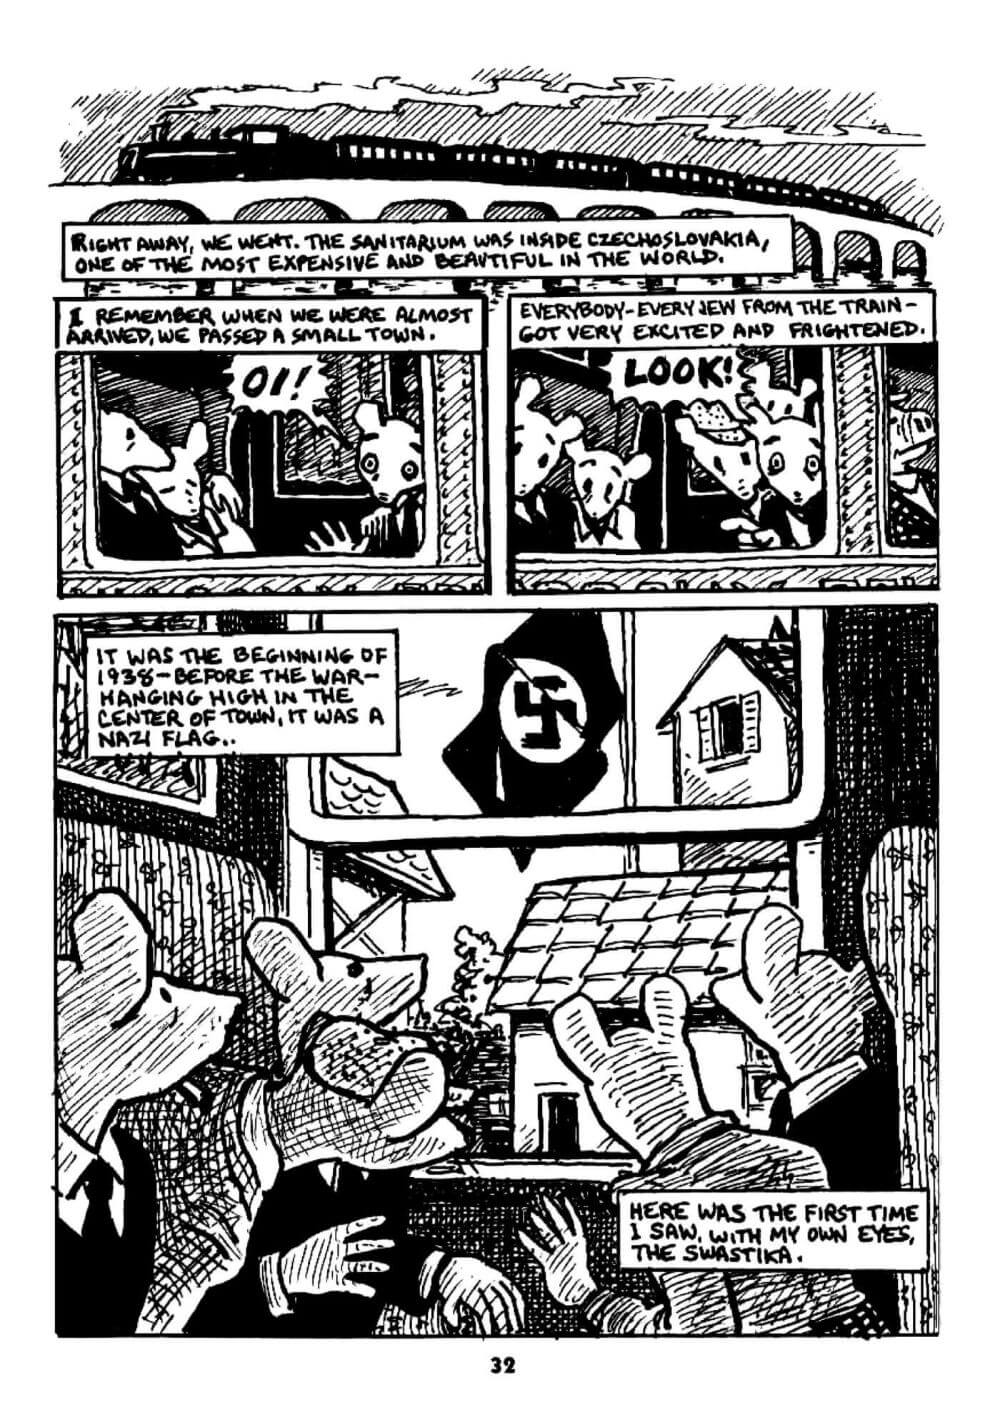 RIGHT AWAY, WE WENT. THE SANITARIUM WAS INSIDE CZECHOSLOVAKIA,
ONE OF THE MOST EXPENSIVE AND BEAUTIFUL IN THE WORLD.
I REMEMBER WHEN WE WERE ALMOST
ARRIVED, WE PASSED A SMALL TOWN.
OI!
EVERYBODY-EVERY JEW FROM THE TRAIN-
GOT VERY EXCITED AND FRIGHTENED.
LOOK!
IT WAS THE BEGINNING OF
1938-BEFORE THE WAR-
HANGING HIGH IN THE
CENTER OF TOWN, IT WAS A
NAZI FLAG..
HERE WAS THE FIRST TIME
I SAW, WITH MY OWN EYES,
THE SWASTIKA.
32